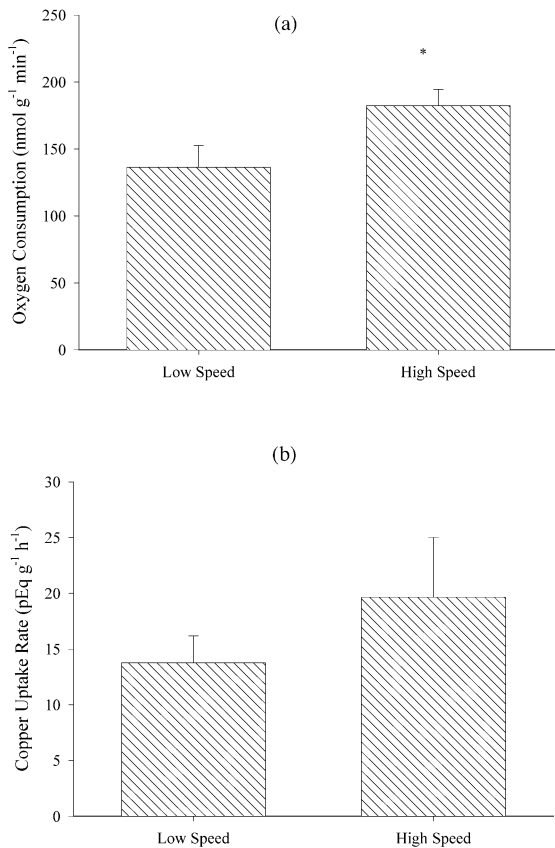 (a)
Oxygen Consumption (nmol g⁻¹ min⁻¹)
250
200
150
100
50
0
*
Low Speed
High Speed
(b)
Copper Uptake Rate (pEq g⁻¹ h⁻¹)
30
25
20
15
10
5
0
Low Speed
High Speed